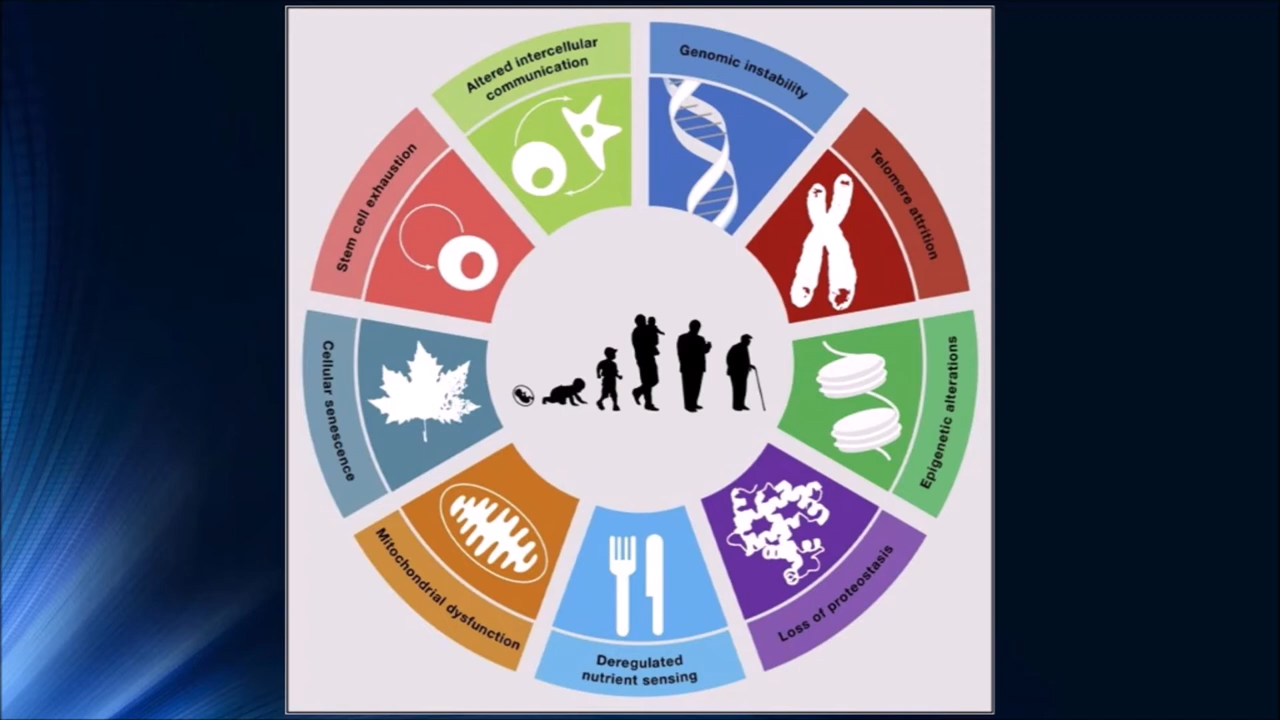 Altered intercellular
communication
Genomic instability
Telomere attrition
Epigenetic alterations
Loss of proteostasis
Deregulated
nutrient sensing
Mitochondrial dysfunction
Cellular senescence
Stem cell exhaustion